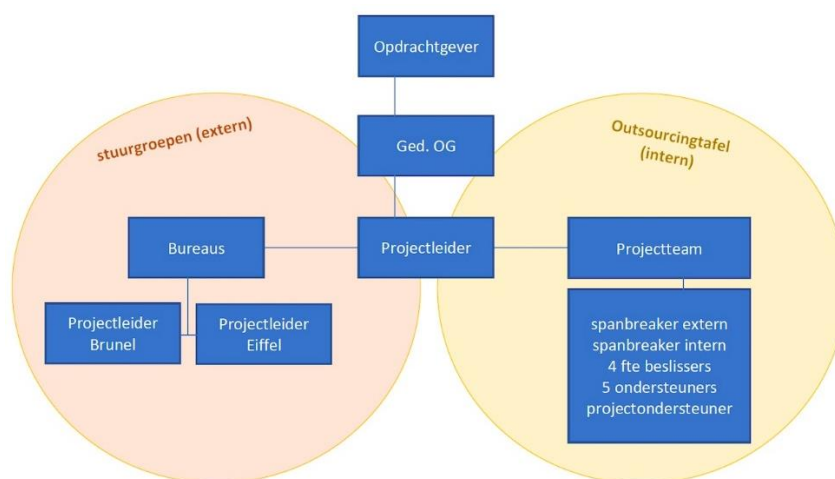 Opdrachtgever
stuurgroepen (extern)
Ged. OG
Outsourcingtafel
(intern)
Bureaus
Projectleider
Projectteam
Projectleider
Brunel
Projectleider
Eiffel
spanbreaker extern
spanbreaker intern
4 fte beslissers
5 ondersteuners
projectondersteuner